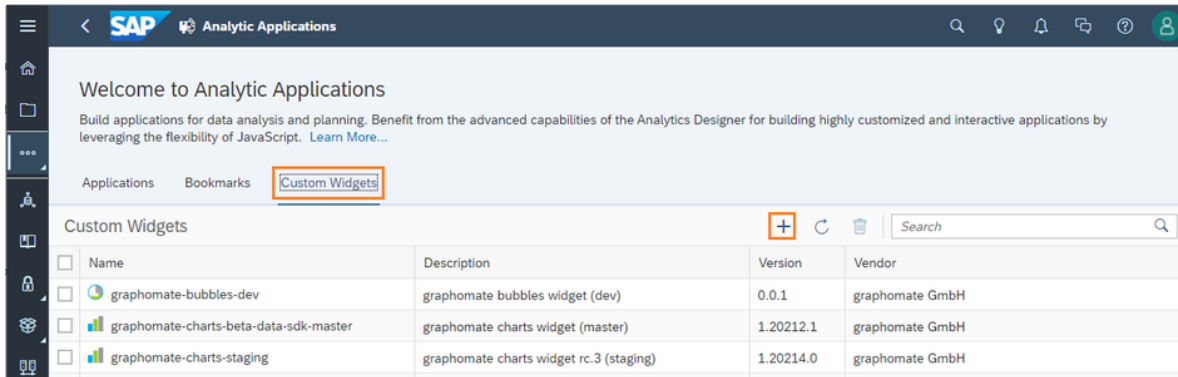 SAP Analytic Applications
Welcome to Analytic Applications
Build applications for data analysis and planning. Benefit from the advanced capabilities of the Analytics Designer for building highly customized and interactive applications by
leveraging the flexibility of JavaScript. Learn More...
Applications Bookmarks Custom Widgets
Custom Widgets Search
Name Description Version Vendor
graphomate-bubbles-dev graphomate bubbles widget (dev) 0.0.1 graphomate GmbH
graphomate-charts-beta-data-sdk-master graphomate charts widget (master) 1.20212.1 graphomate GmbH
graphomate-charts-staging graphomate charts widget rc.3 (staging) 1.20214.0 graphomate GmbH